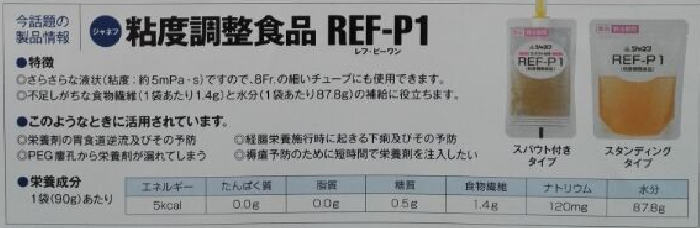 今話題の
製品情報
ジャネフ 粘度調整食品 REF-P1
レフ・ピーワン
●特徴
◎さらさらな液状(粘度:約5mPa・s)ですので、8Fr.の細いチューブにも使用できます。
◎不足しがちな食物繊維(1袋あたり1.4g)と水分(1袋あたり87.8g)の補給に役立ちます。
●このようなときに活用されています。
◎栄養剤の胃食道逆流及びその予防 ◎経腸栄養施行時に起きる下痢及びその予防
◎PEG瘻孔から栄養剤が漏れてしまう ◎褥瘡予防のために短時間で栄養剤を注入したい
ジャネフ
REF-P1
スパウト付き
タイプ
ジャネフ
REF-P1
スタンディング
タイプ
●栄養成分
1袋(90g)あたり
エネルギー たんぱく質 脂質 糖質 食物繊維 ナトリウム 水分
5kcal 0.0g 0.0g 0.5g 1.4g 120mg 87.8g